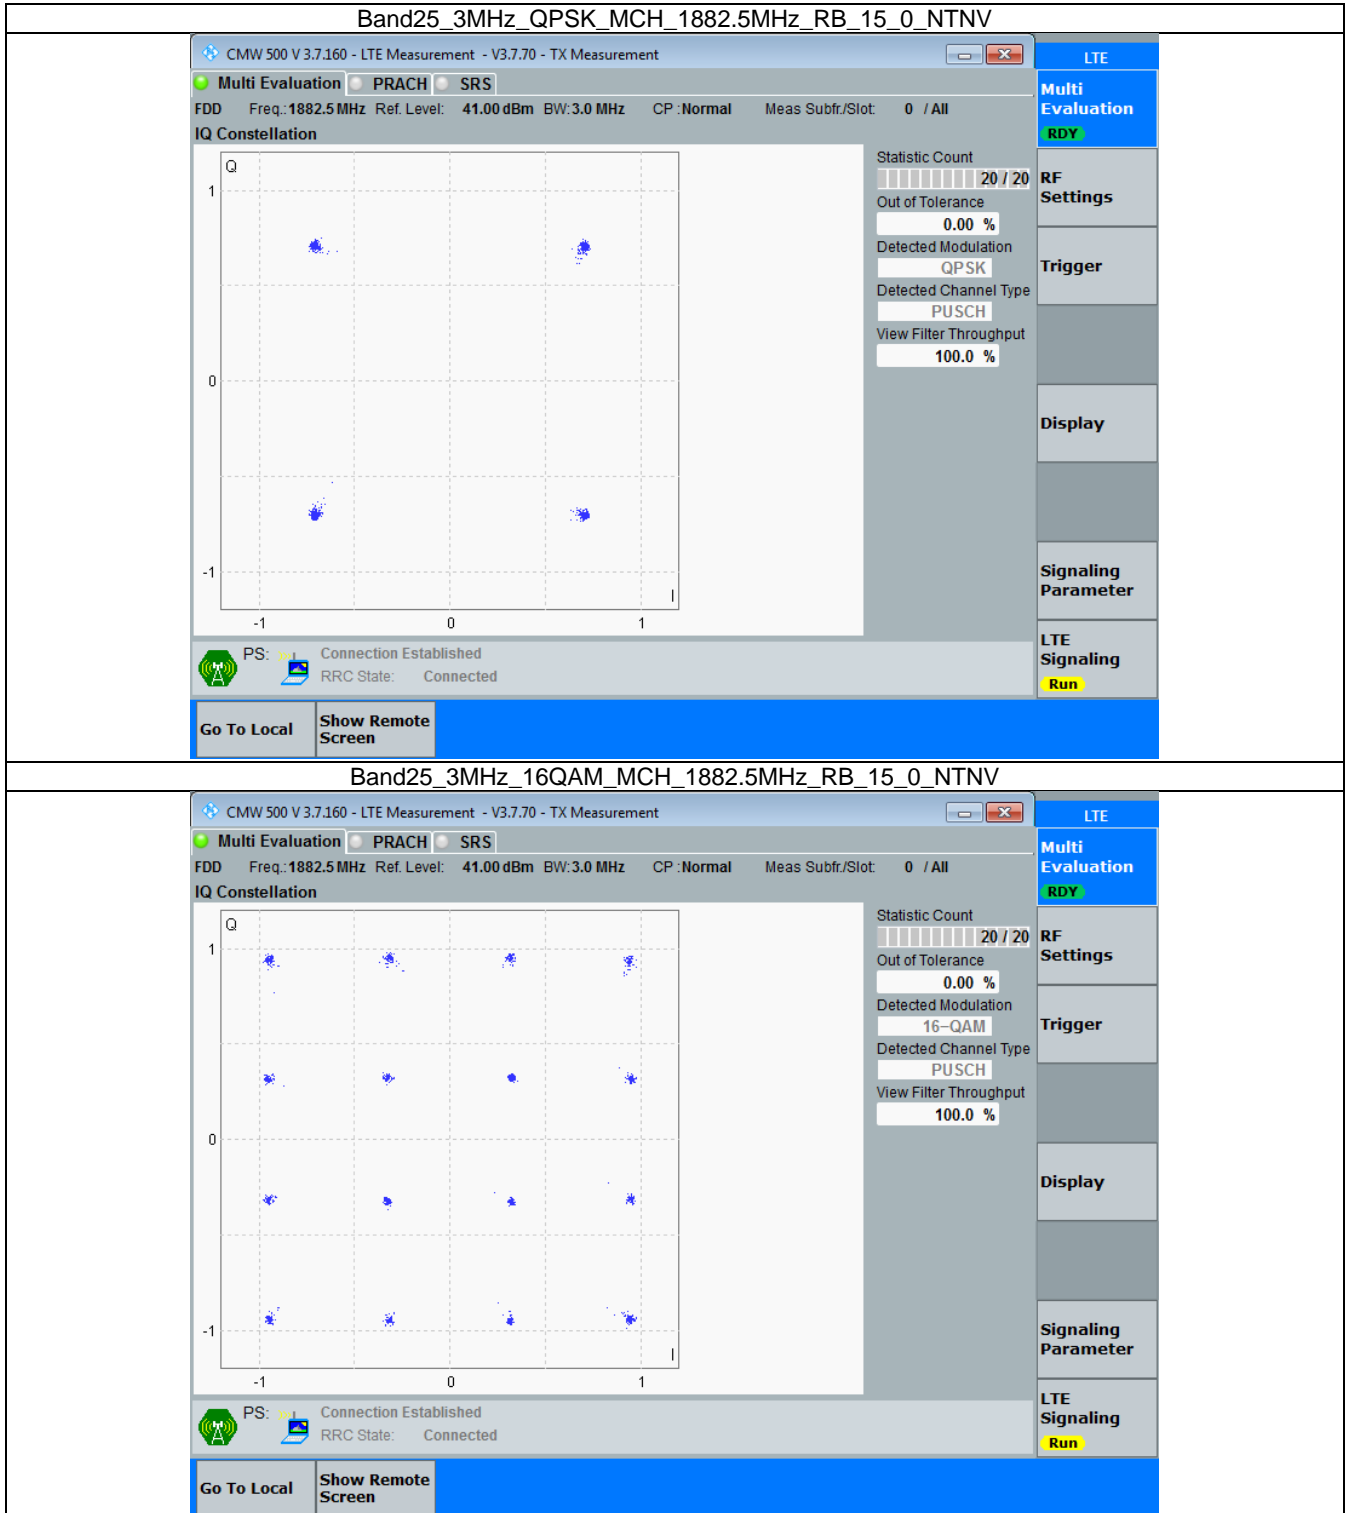 Band25_3MHz_QPSK_MCH_1882.5MHz_RB_15_0_NTNV
CMW 500 V 3.7.160 - LTE Measurement - V3.7.70 - TX Measurement
LTE
Multi Evaluation PRACH SRS
FDD Freq.: 1882.5 MHz Ref. Level: 41.00 dBm BW: 3.0 MHz CP : Normal Meas Subfr./Slot: 0 / All
IQ Constellation
Q
1
0
-1
I
-1 0 1
Statistic Count
20 / 20
Out of Tolerance
0.00 %
Detected Modulation
QPSK
Detected Channel Type
PUSCH
View Filter Throughput
100.0 %
Multi
Evaluation
RDY
RF
Settings
Trigger
Display
Signaling
Parameter
LTE
Signaling
Run
PS: Connection Established
RRC State: Connected
Go To Local
Show Remote
Screen
Band25_3MHz_16QAM_MCH_1882.5MHz_RB_15_0_NTNV
CMW 500 V 3.7.160 - LTE Measurement - V3.7.70 - TX Measurement
LTE
Multi Evaluation PRACH SRS
FDD Freq.: 1882.5 MHz Ref. Level: 41.00 dBm BW: 3.0 MHz CP : Normal Meas Subfr./Slot: 0 / All
IQ Constellation
Q
1
0
-1
I
-1 0 1
Statistic Count
20 / 20
Out of Tolerance
0.00 %
Detected Modulation
16-QAM
Detected Channel Type
PUSCH
View Filter Throughput
100.0 %
Multi
Evaluation
RDY
RF
Settings
Trigger
Display
Signaling
Parameter
LTE
Signaling
Run
PS: Connection Established
RRC State: Connected
Go To Local
Show Remote
Screen